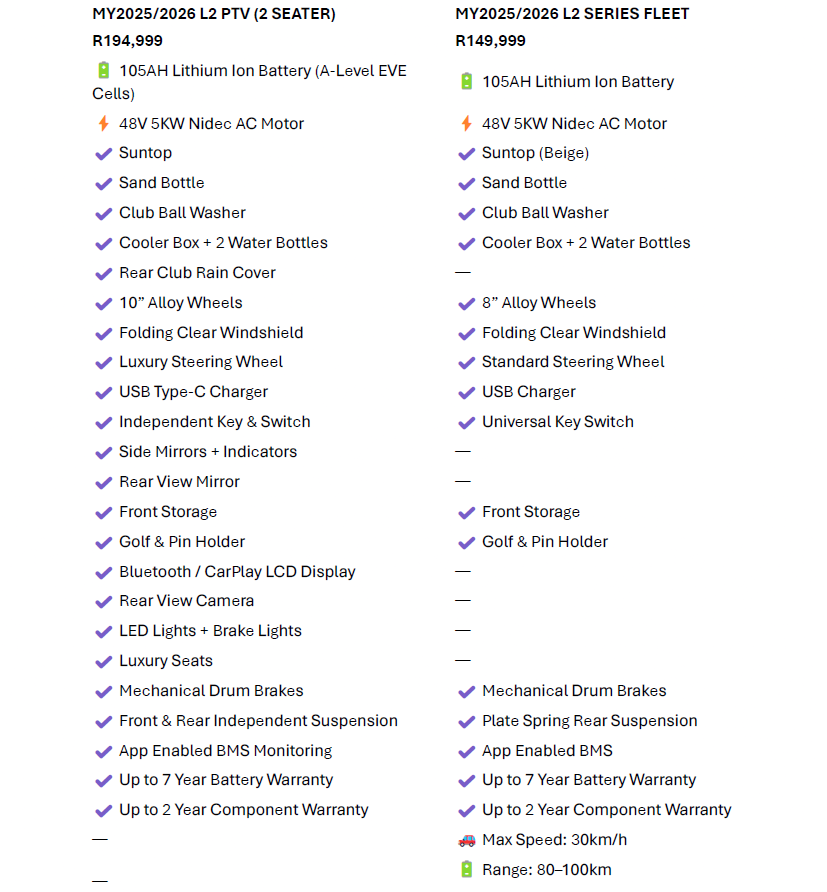 MY2025/2026 L2 PTV (2 SEATER) MY2025/2026 L2 SERIES FLEET
R194,999 R149,999
🔋 105AH Lithium Ion Battery (A-Level EVE
Cells) 🔋 105AH Lithium Ion Battery
⚡ 48V 5KW Nidec AC Motor ⚡ 48V 5KW Nidec AC Motor
✔ Suntop ✔ Suntop (Beige)
✔ Sand Bottle ✔ Sand Bottle
✔ Club Ball Washer ✔ Club Ball Washer
✔ Cooler Box + 2 Water Bottles ✔ Cooler Box + 2 Water Bottles
✔ Rear Club Rain Cover —
✔ 10” Alloy Wheels ✔ 8” Alloy Wheels
✔ Folding Clear Windshield ✔ Folding Clear Windshield
✔ Luxury Steering Wheel ✔ Standard Steering Wheel
✔ USB Type-C Charger ✔ USB Charger
✔ Independent Key & Switch ✔ Universal Key Switch
✔ Side Mirrors + Indicators —
✔ Rear View Mirror —
✔ Front Storage ✔ Front Storage
✔ Golf & Pin Holder ✔ Golf & Pin Holder
✔ Bluetooth / CarPlay LCD Display —
✔ Rear View Camera —
✔ LED Lights + Brake Lights —
✔ Luxury Seats —
✔ Mechanical Drum Brakes ✔ Mechanical Drum Brakes
✔ Front & Rear Independent Suspension ✔ Plate Spring Rear Suspension
✔ App Enabled BMS Monitoring ✔ App Enabled BMS
✔ Up to 7 Year Battery Warranty ✔ Up to 7 Year Battery Warranty
✔ Up to 2 Year Component Warranty ✔ Up to 2 Year Component Warranty
— 🚗 Max Speed: 30km/h
— 🔋 Range: 80–100km